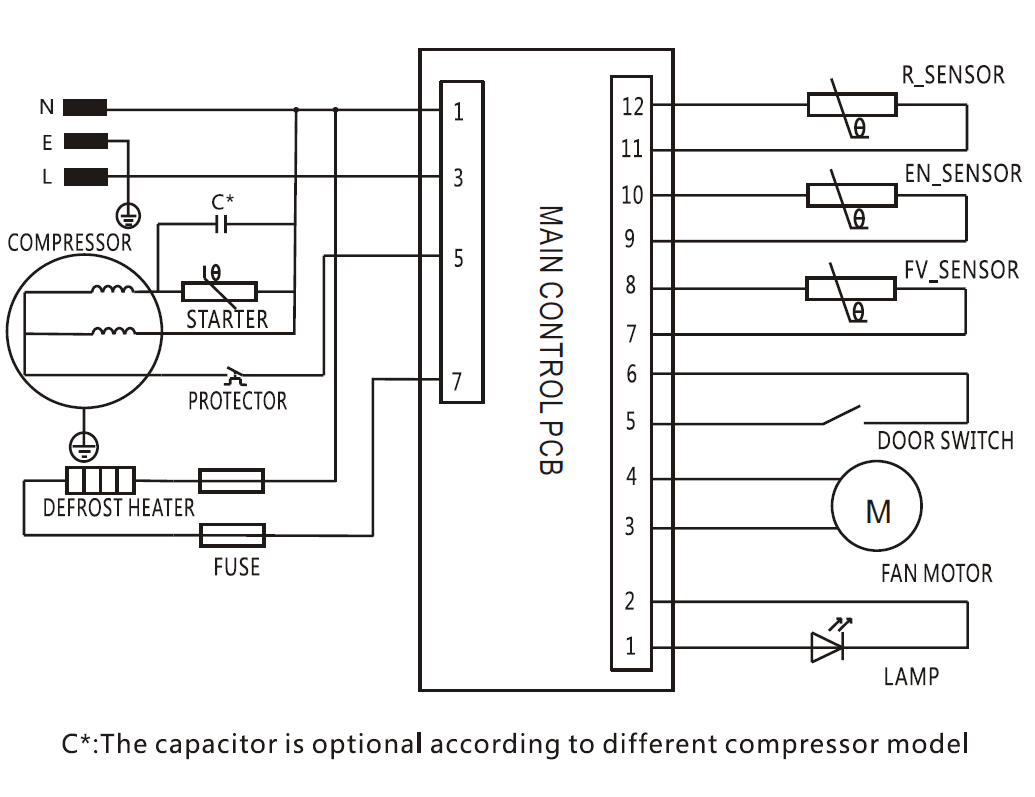 N
E
L
C*
COMPRESSOR
θ
STARTER
PROTECTOR
DEFROST HEATER
FUSE
1
3
5
7
MAIN CONTROL PCB
12
11
10
9
8
7
6
5
4
3
2
1
R_SENSOR
θ
EN_SENSOR
θ
FV_SENSOR
θ
DOOR SWITCH
M
FAN MOTOR
LAMP
C*:The capacitor is optional according to different compressor model